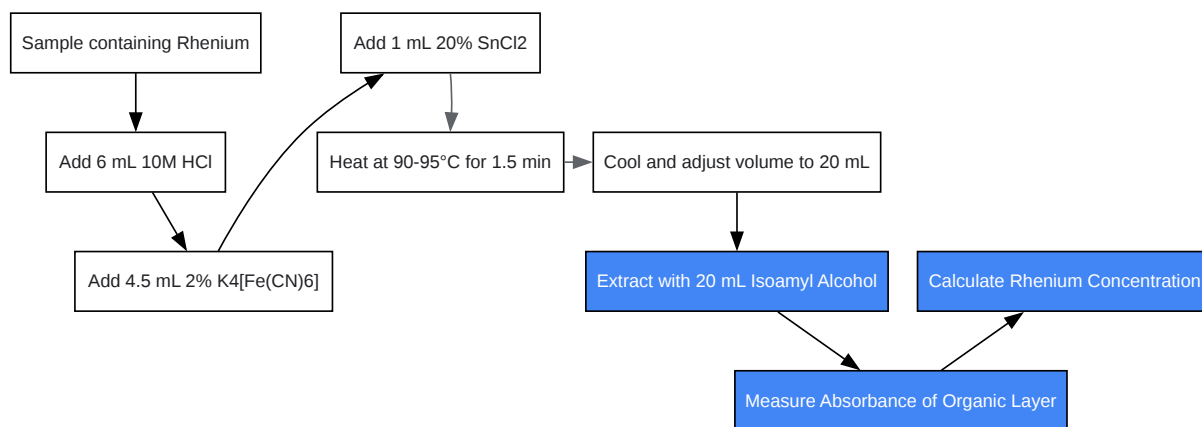 Sample containing Rhenium
Add 6 mL 10M HCl
Add 4.5 mL 2% K4[Fe(CN)6]
Add 1 mL 20% SnCl2
Heat at 90-95°C for 1.5 min
Cool and adjust volume to 20 mL
Extract with 20 mL Isoamyl Alcohol
Measure Absorbance of Organic Layer
Calculate Rhenium Concentration